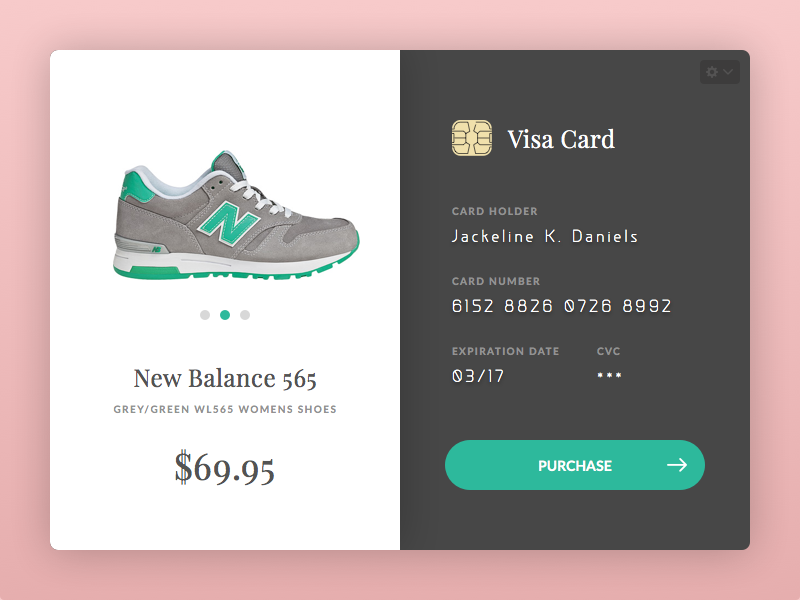 N
New Balance 565
GREY/GREEN WL565 WOMENS SHOES
$69.95
Visa Card
CARD HOLDER
Jackeline K. Daniels
CARD NUMBER
6152 8826 0726 8992
EXPIRATION DATE
CVC
03/17
***
PURCHASE